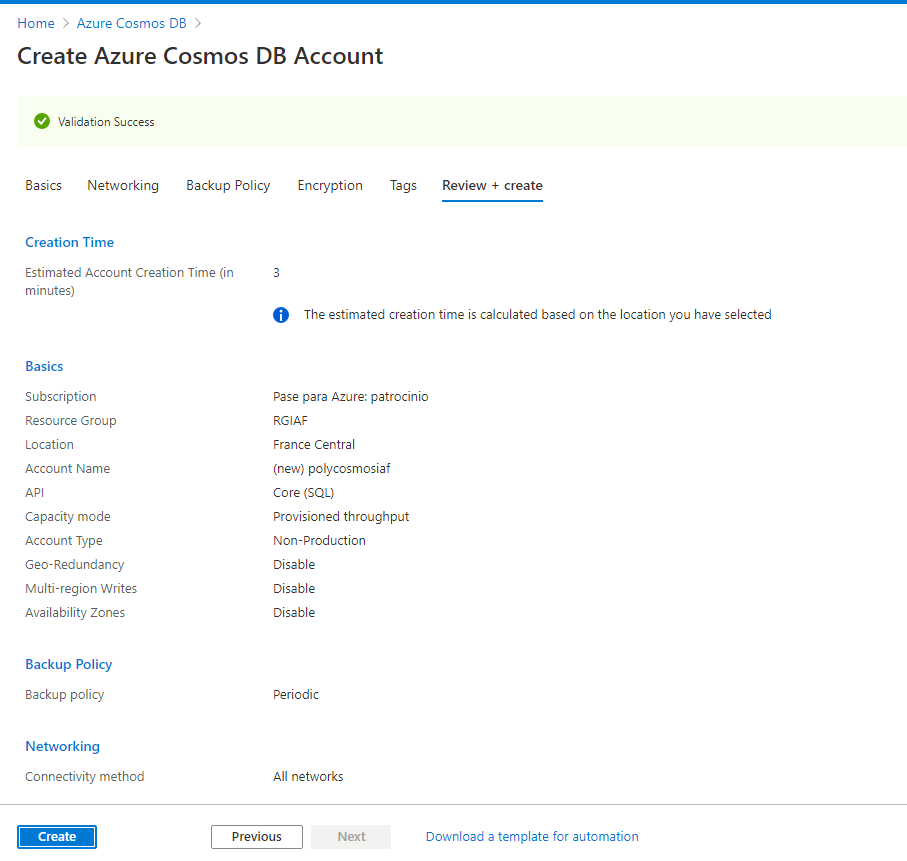 Home > Azure Cosmos DB >
Create Azure Cosmos DB Account
Validation Success
Basics Networking Backup Policy Encryption Tags Review + create
Creation Time
Estimated Account Creation Time (in 3
minutes)
The estimated creation time is calculated based on the location you have selected
Basics
Subscription Pase para Azure: patrocinio
Resource Group RGIAF
Location France Central
Account Name (new) polycosmosiaf
API Core (SQL)
Capacity mode Provisioned throughput
Account Type Non-Production
Geo-Redundancy Disable
Multi-region Writes Disable
Availability Zones Disable
Backup Policy
Backup policy Periodic
Networking
Connectivity method All networks
Create Previous Next Download a template for automation